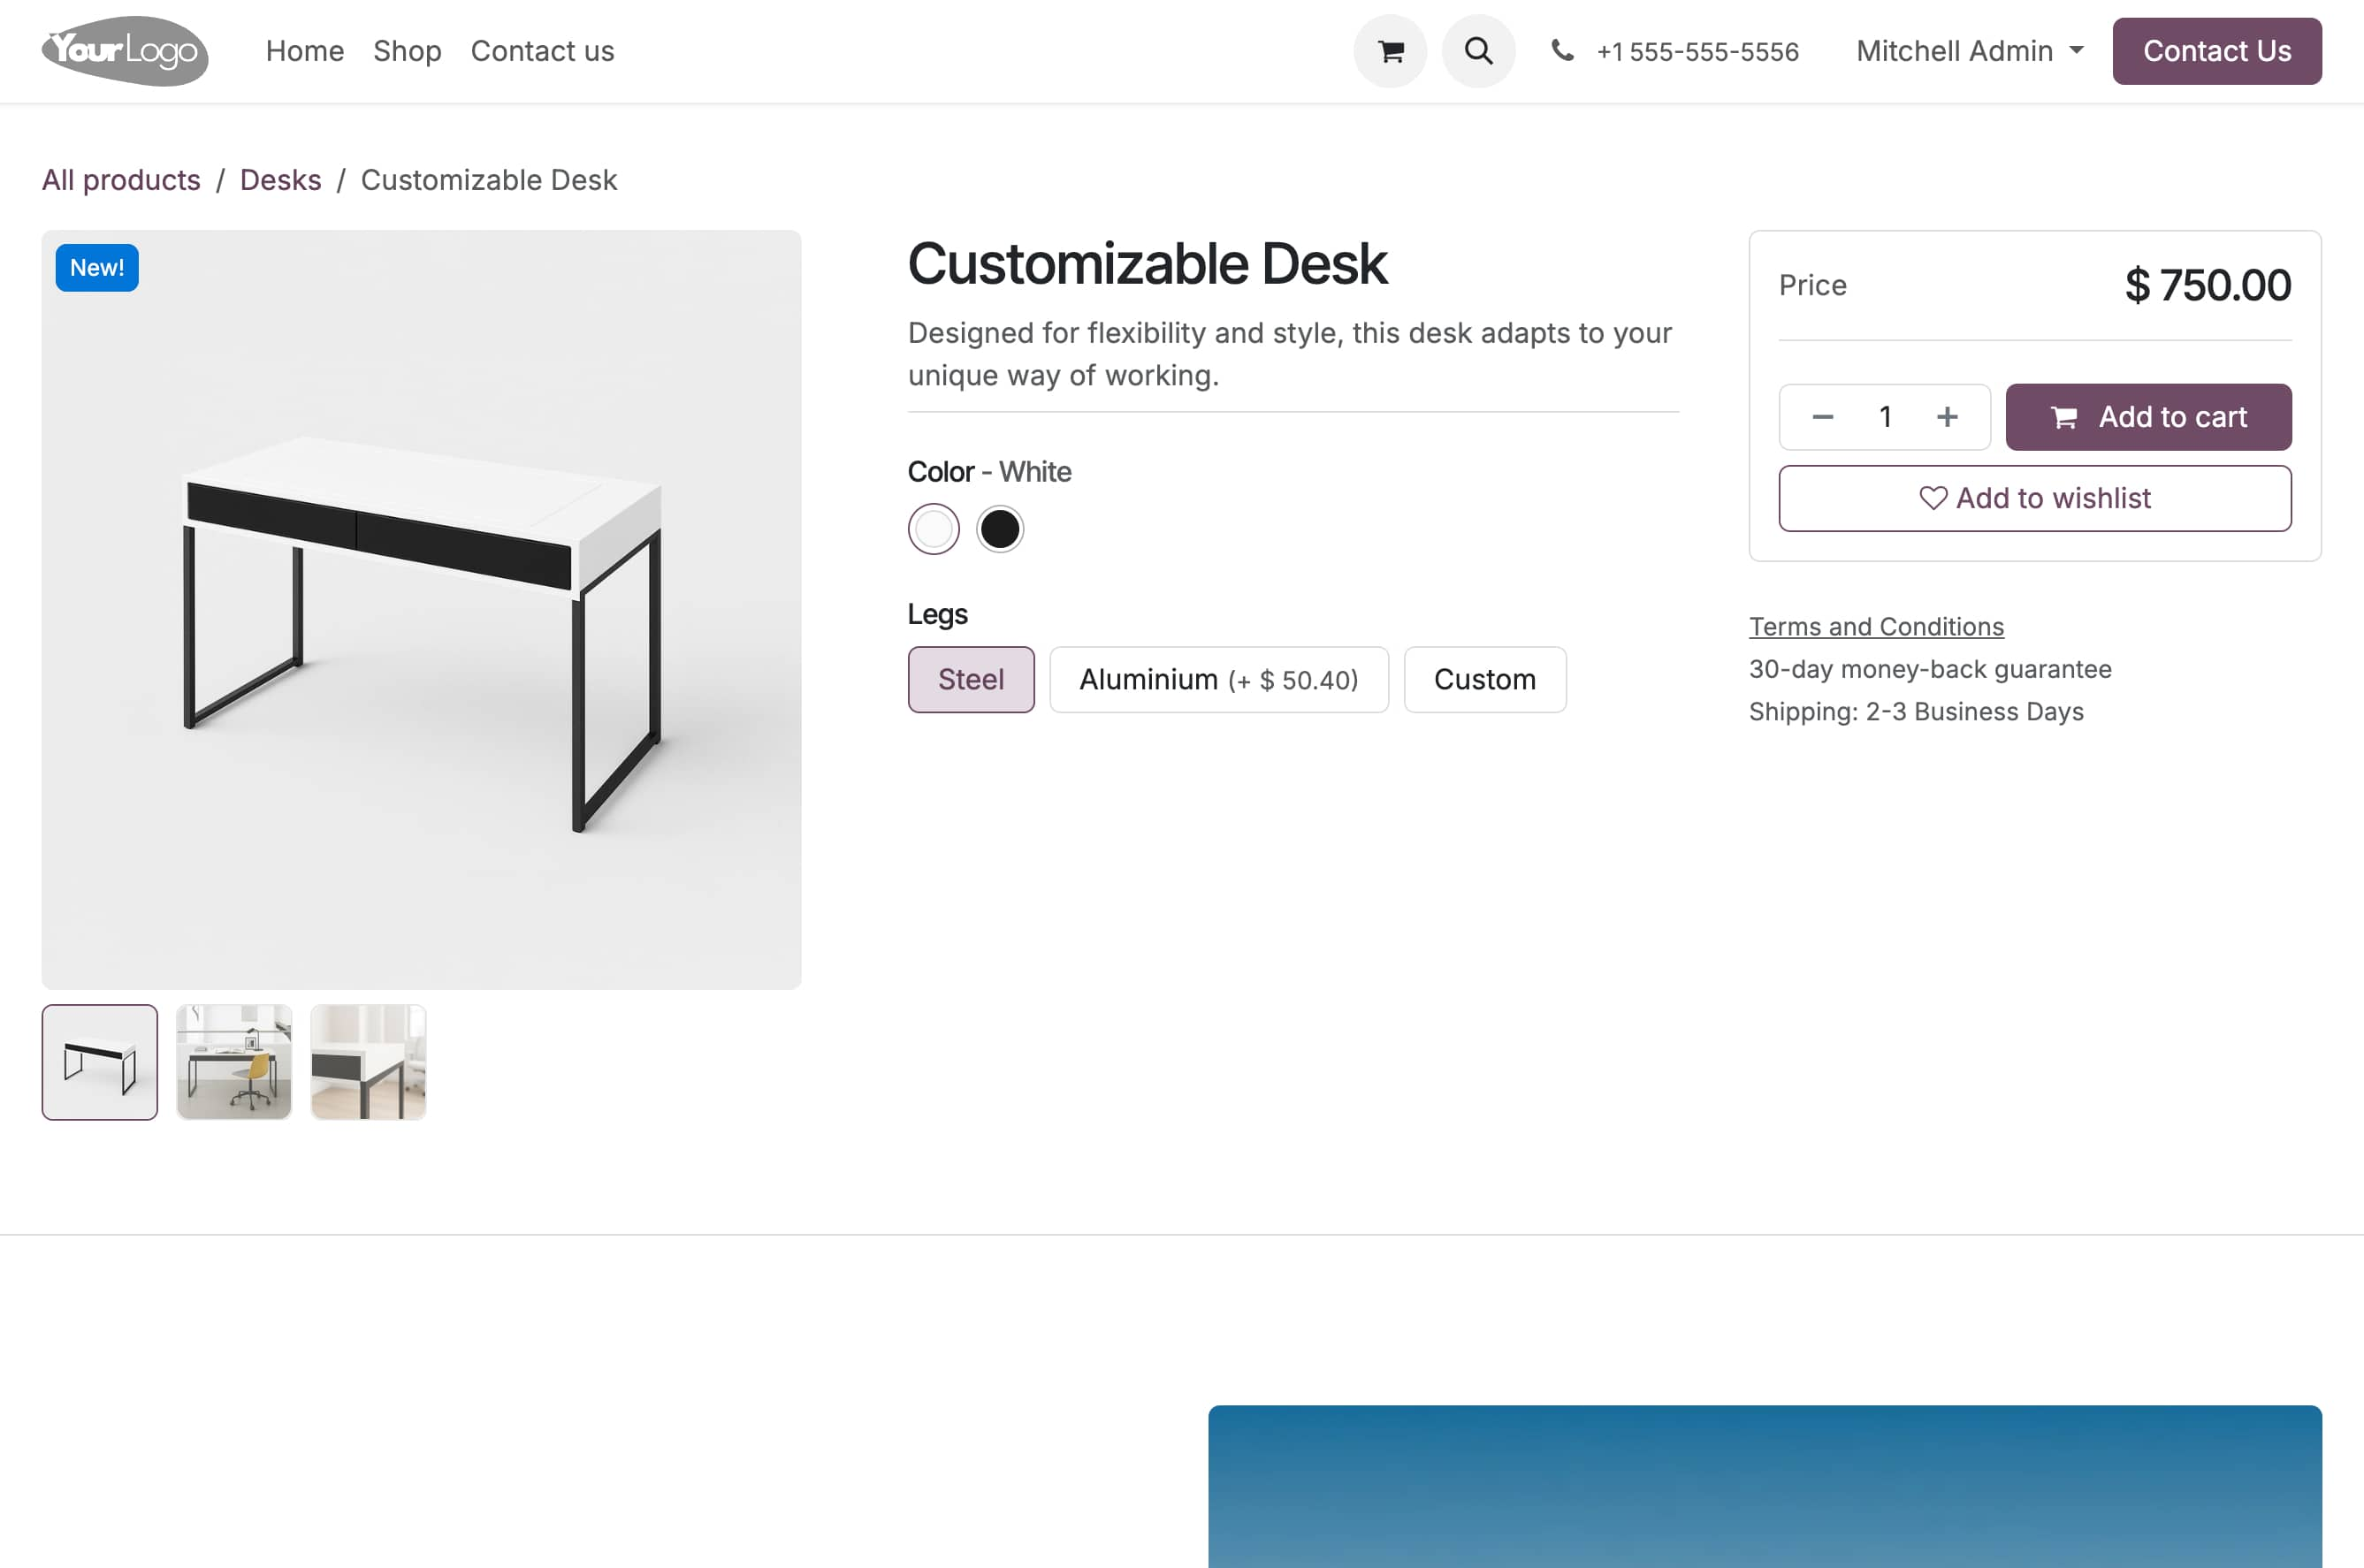 YourLogo
Home Shop Contact us
+1 555-555-5556
Mitchell Admin
Contact Us
All products / Desks / Customizable Desk
New!
Customizable Desk
Designed for flexibility and style, this desk adapts to your
unique way of working.
Color - White
Legs
Steel
Aluminium (+ $ 50.40)
Custom
Price
$ 750.00
− 1 +
Add to cart
Add to wishlist
Terms and Conditions
30-day money-back guarantee
Shipping: 2-3 Business Days